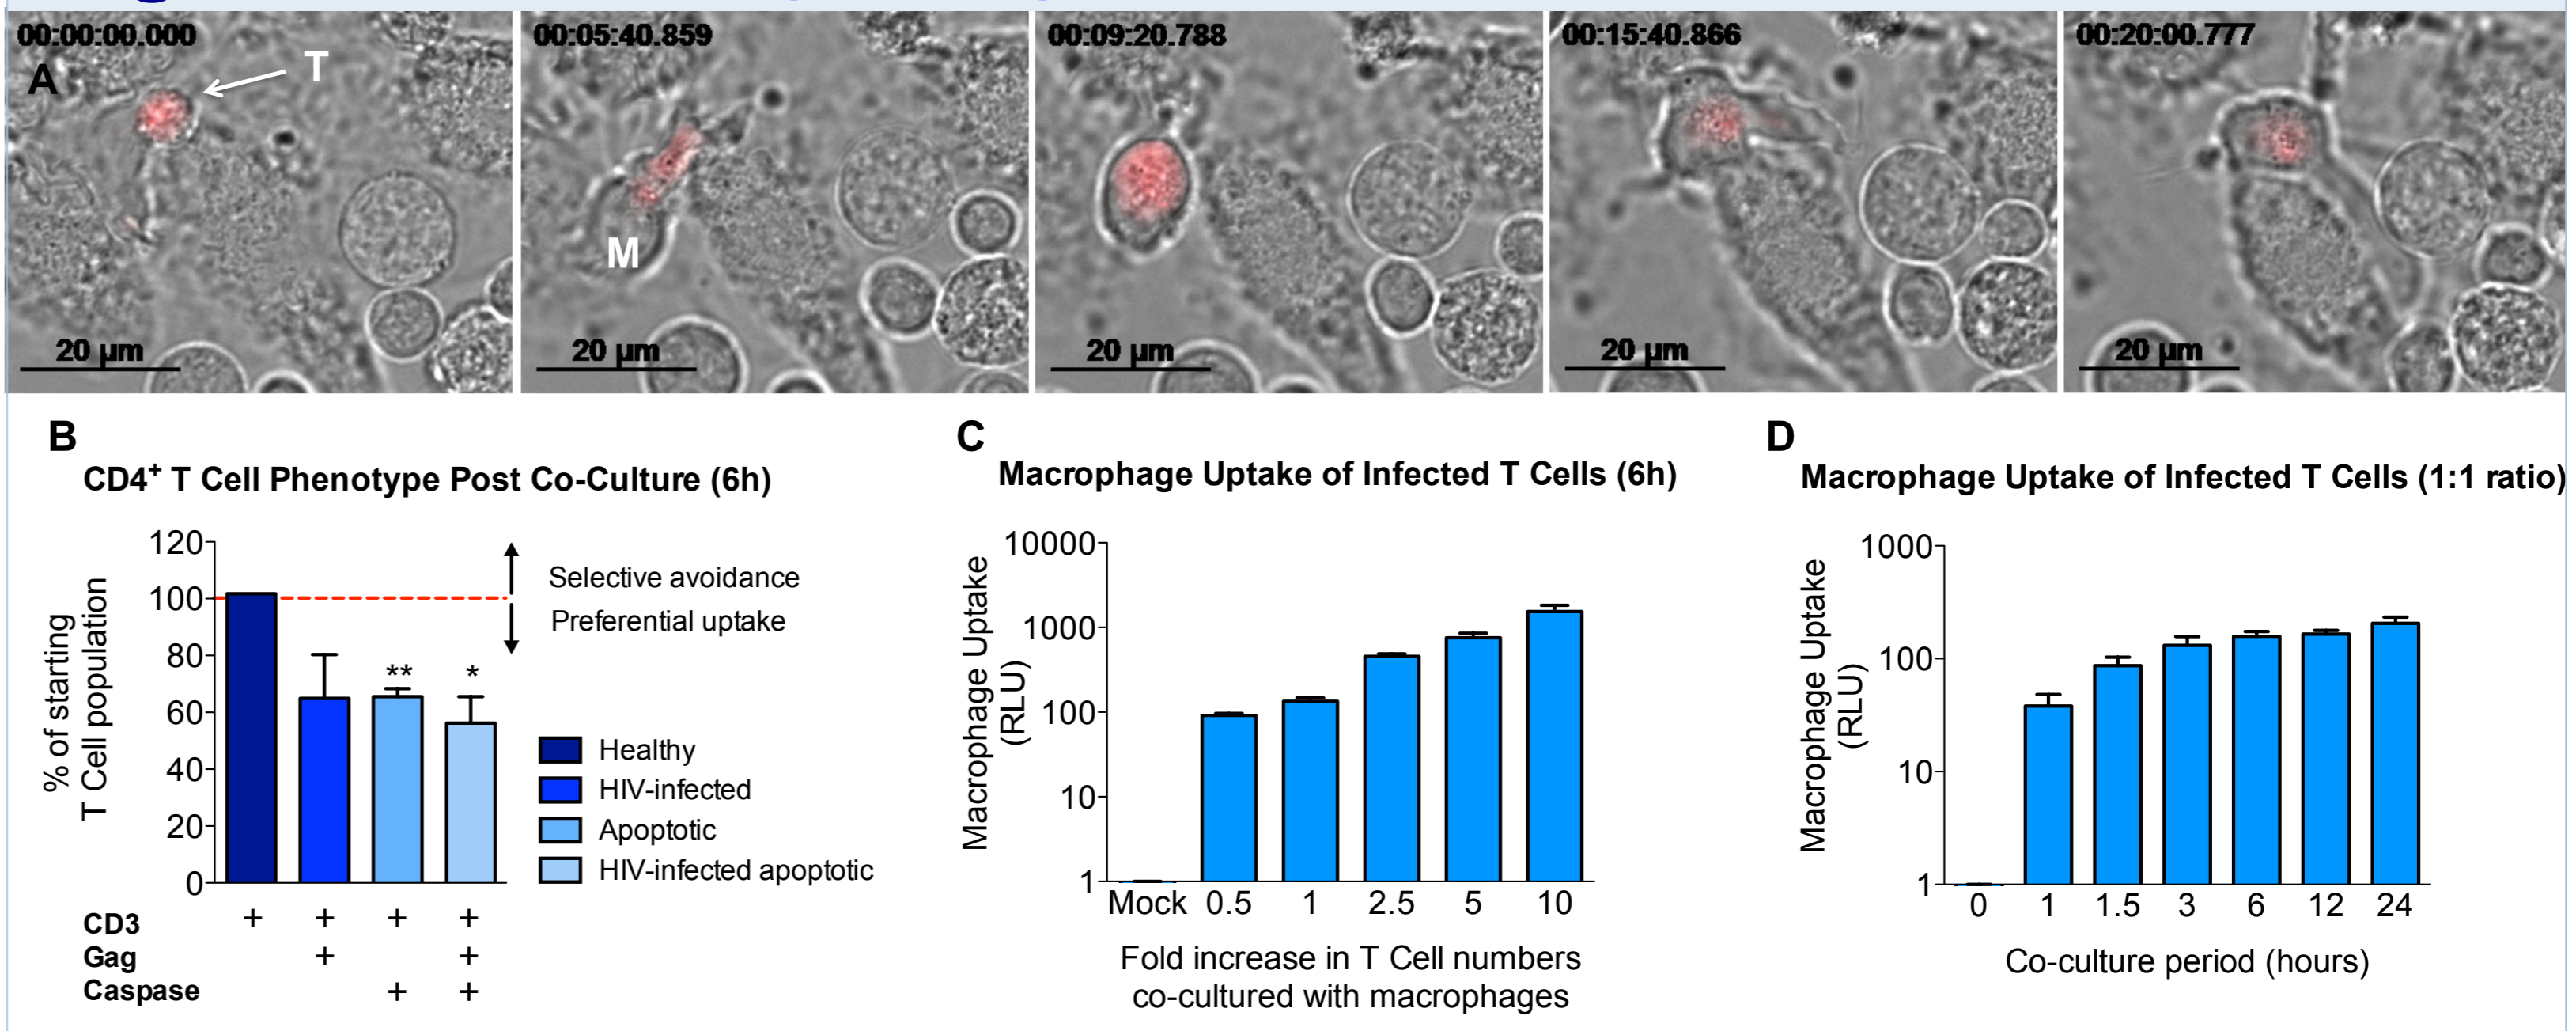 00:00:00.000
00:05:40.859
00:09:20.788
00:15:40.866
00:20:00.777
A
T
M
20 µm
20 µm
20 µm
20 µm
20 µm
B
CD4⁺ T Cell Phenotype Post Co-Culture (6h)
% of starting
T Cell population
120
100
80
60
40
20
0
Selective avoidance
Preferential uptake
**
*
Healthy
HIV-infected
Apoptotic
HIV-infected apoptotic
CD3 + + + +
Gag + +
Caspase + +
C
Macrophage Uptake of Infected T Cells (6h)
Macrophage Uptake
(RLU)
10000
1000
100
10
1
Mock 0.5 1 2.5 5 10
Fold increase in T Cell numbers
co-cultured with macrophages
D
Macrophage Uptake of Infected T Cells (1:1 ratio)
Macrophage Uptake
(RLU)
1000
100
10
1
0 1 1.5 3 6 12 24
Co-culture period (hours)